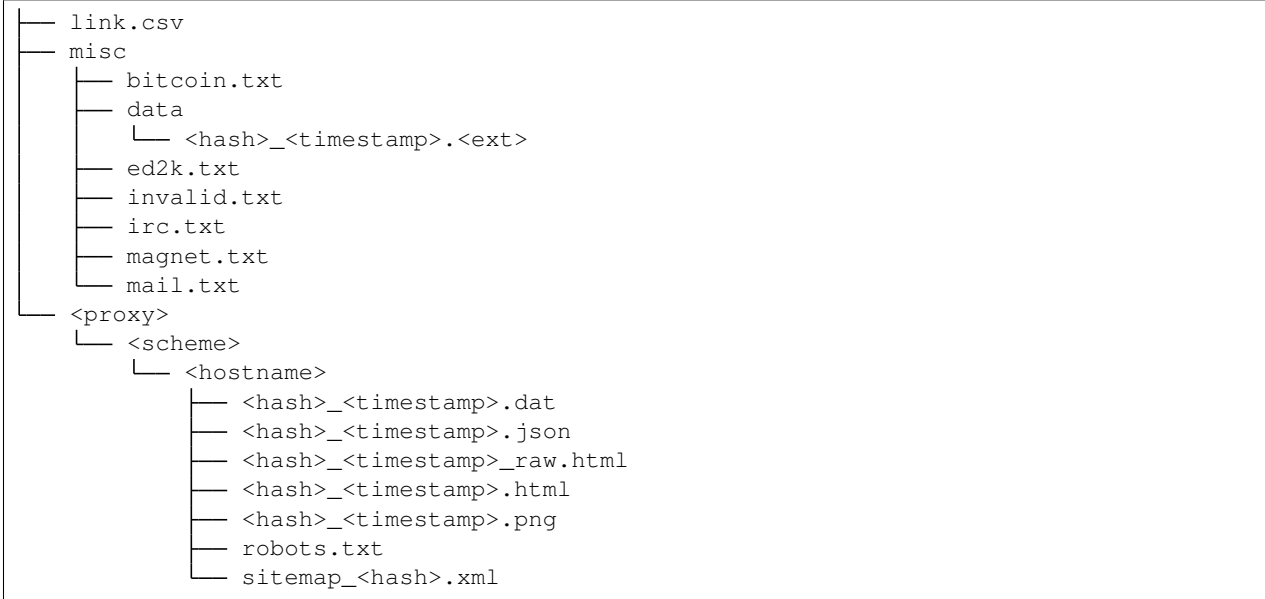 ├── link.csv
├── misc
│   ├── bitcoin.txt
│   ├── data
│   │   └── <hash>_<timestamp>.<ext>
│   ├── ed2k.txt
│   ├── invalid.txt
│   ├── irc.txt
│   ├── magnet.txt
│   └── mail.txt
└── <proxy>
    └── <scheme>
        └── <hostname>
            ├── <hash>_<timestamp>.dat
            ├── <hash>_<timestamp>.json
            ├── <hash>_<timestamp>_raw.html
            ├── <hash>_<timestamp>.html
            ├── <hash>_<timestamp>.png
            ├── robots.txt
            └── sitemap_<hash>.xml